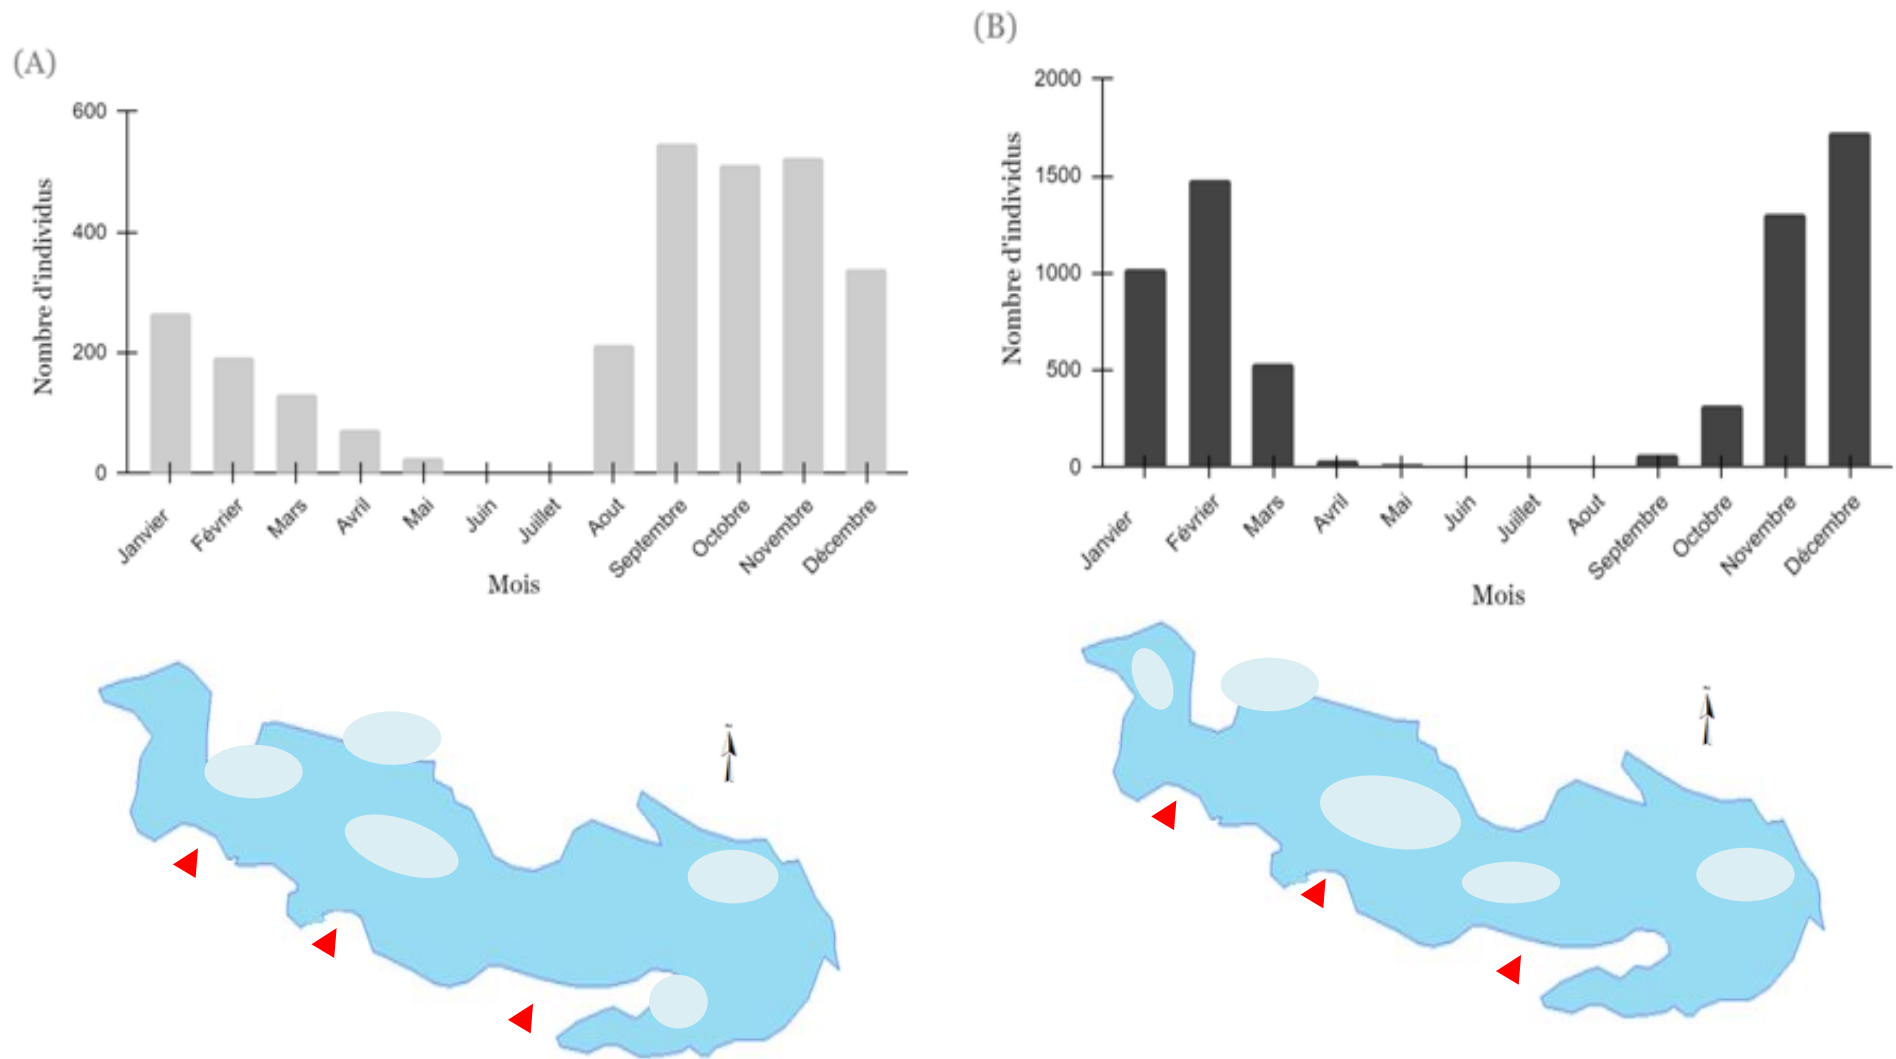 (A)
600
400
200
0
Nombre d'individus
Janvier
Février
Mars
Avril
Mai
Juin
Juillet
Aout
Septembre
Octobre
Novembre
Décembre
Mois
(B)
2000
1500
1000
500
0
Nombre d'individus
Janvier
Février
Mars
Avril
Mai
Juin
Juillet
Aout
Septembre
Octobre
Novembre
Décembre
Mois